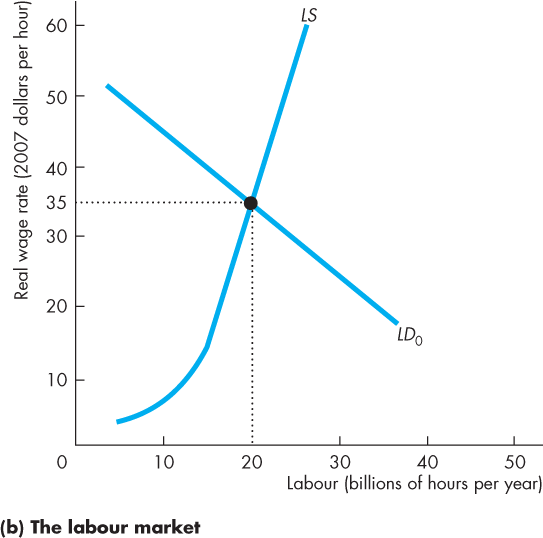 Real wage rate (2007 dollars per hour)
60
50
40
35
30
20
10
0
10
20
30
40
50
LS
LD0
Labour (billions of hours per year)
(b) The labour market